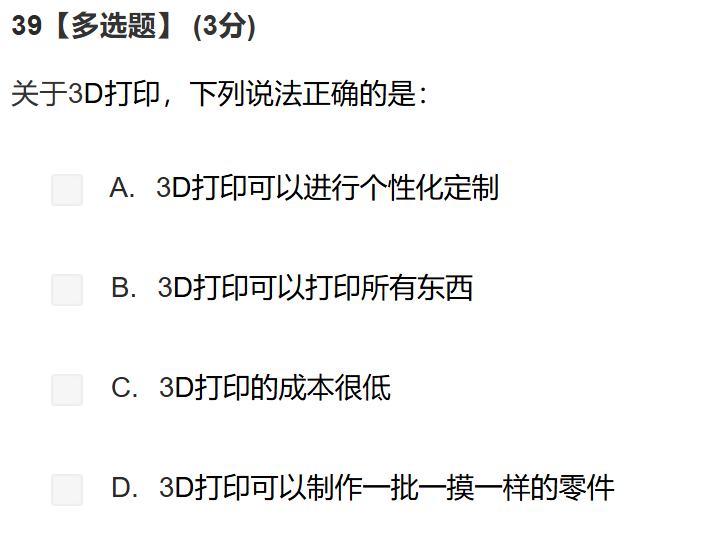 39【多选题】 (3分)
关于3D打印，下列说法正确的是：
A. 3D打印可以进行个性化定制
B. 3D打印可以打印所有东西
C. 3D打印的成本很低
D. 3D打印可以制作一批一摸一样的零件